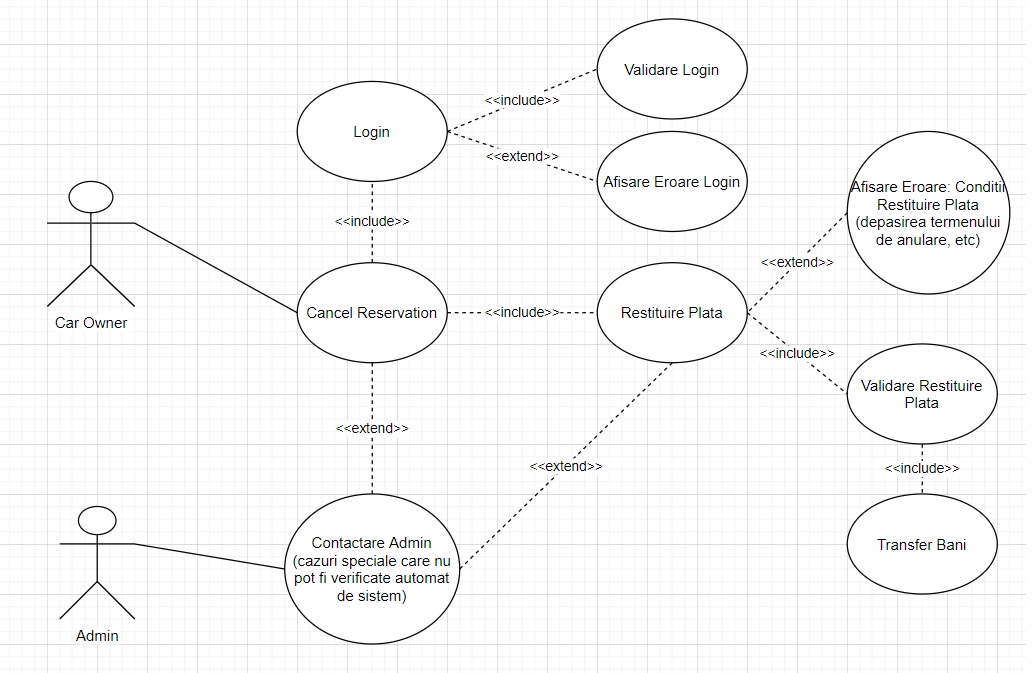 Validare Login
<<include>>
Login
<<extend>>
Afisare Eroare Login
Afisare Eroare: Conditii
Restituire Plata
(depasirea termenului
de anulare, etc)
<<include>>
<<extend>>
Car Owner
Cancel Reservation
<<include>>
Restituire Plata
<<include>>
Validare Restituire
Plata
<<extend>>
<<extend>>
<<include>>
Contactare Admin
(cazuri speciale care nu
pot fi verificate automat
de sistem)
Transfer Bani
Admin